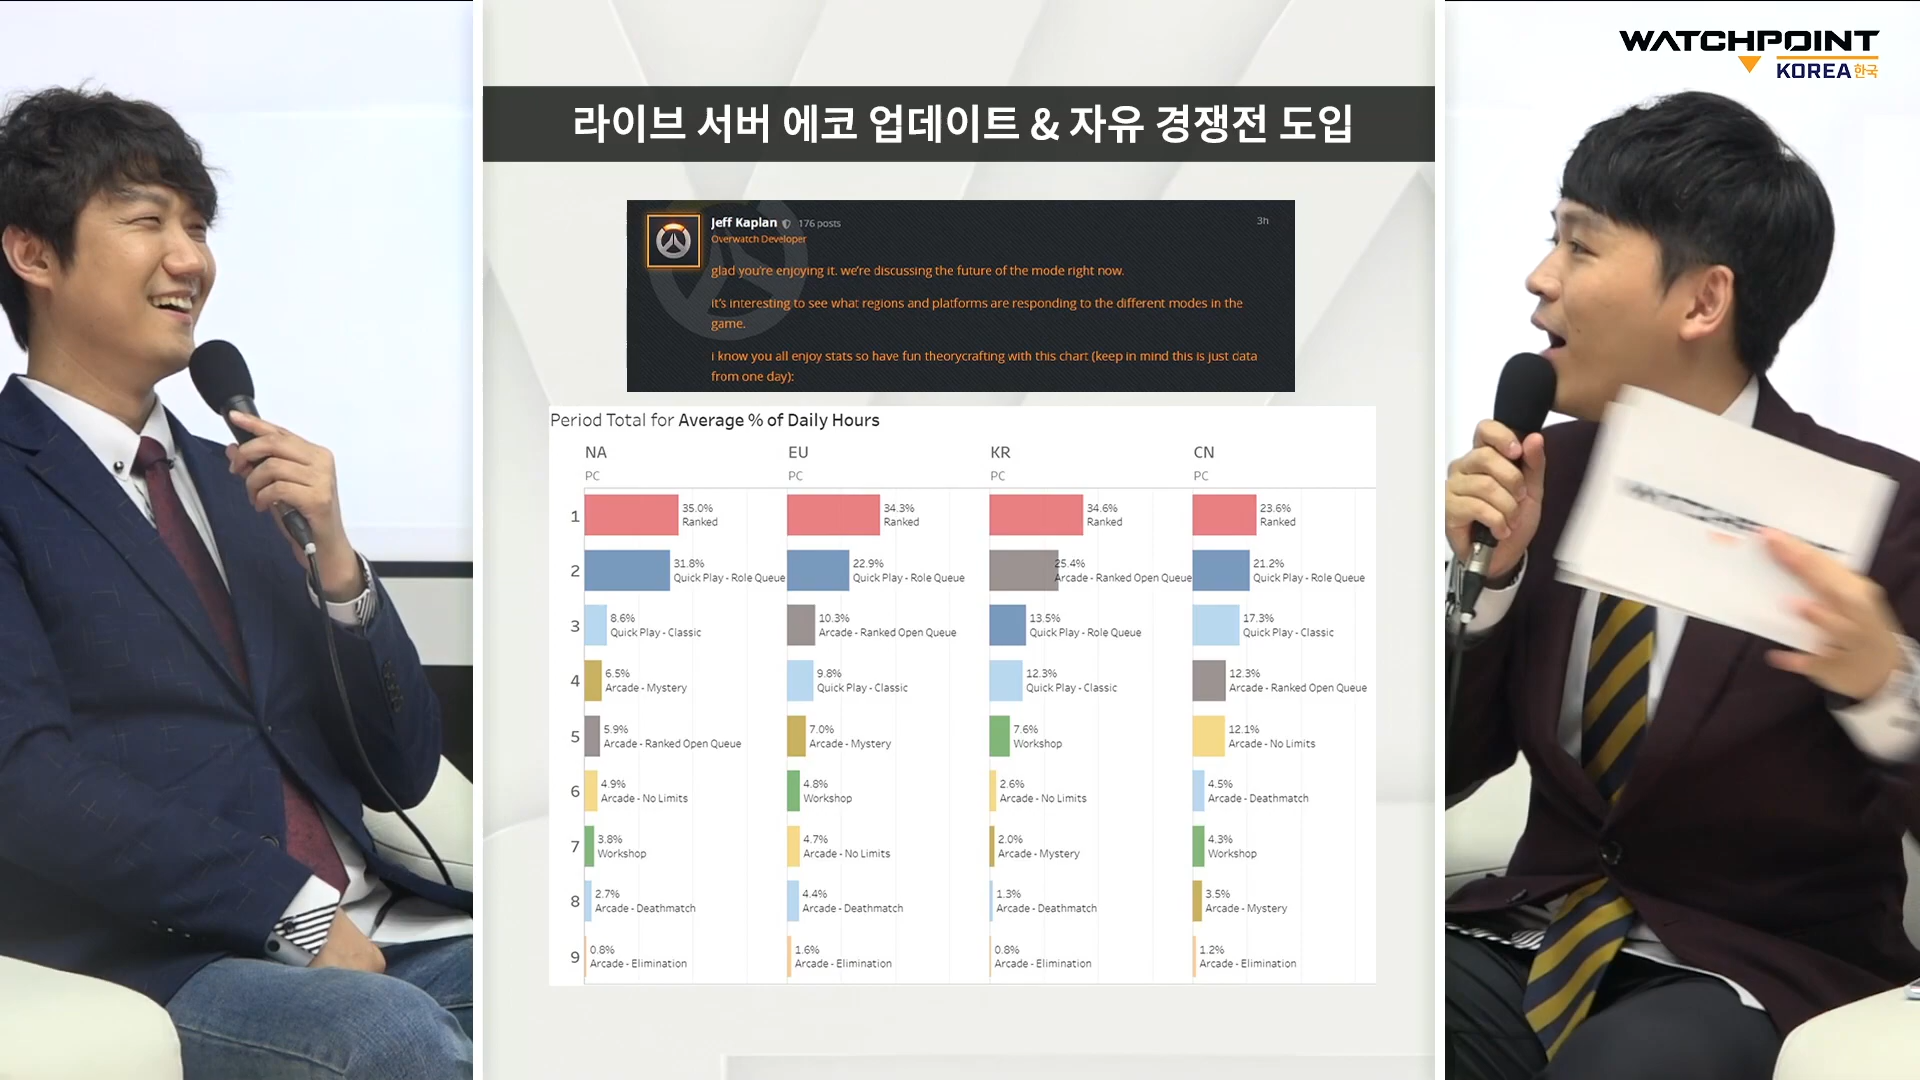 WATCHPOINT
KOREA 한국
라이브 서버 에코 업데이트 & 자유 경쟁전 도입
Jeff Kaplan 176 posts 3h
Overwatch Developer
glad you're enjoying it. we're discussing the future of the mode right now.
it's interesting to see what regions and platforms are responding to the different modes in the
game.
i know you all enjoy stats so have fun theorycrafting with this chart (keep in mind this is just data
from one day):
Period Total for Average % of Daily Hours
NA EU KR CN
PC PC PC PC
1 35.0% 34.3% 34.6% 23.6%
Ranked Ranked Ranked Ranked
2 31.8% 22.9% 25.4% 21.2%
Quick Play - Role Queue Quick Play - Role Queue Arcade - Ranked Open Queue Quick Play - Role Queue
3 8.6% 10.3% 13.5% 17.3%
Quick Play - Classic Arcade - Ranked Open Queue Quick Play - Role Queue Quick Play - Classic
4 6.5% 9.8% 12.3% 12.3%
Arcade - Mystery Quick Play - Classic Quick Play - Classic Arcade - Ranked Open Queue
5 5.9% 7.0% 7.6% 12.1%
Arcade - Ranked Open Queue Arcade - Mystery Workshop Arcade - No Limits
6 4.9% 4.8% 2.6% 4.5%
Arcade - No Limits Workshop Arcade - No Limits Arcade - Deathmatch
7 3.8% 4.7% 2.0% 4.3%
Workshop Arcade - No Limits Arcade - Mystery Workshop
8 2.7% 4.4% 1.3% 3.5%
Arcade - Deathmatch Arcade - Deathmatch Arcade - Deathmatch Arcade - Mystery
9 0.8% 1.6% 0.8% 1.2%
Arcade - Elimination Arcade - Elimination Arcade - Elimination Arcade - Elimination